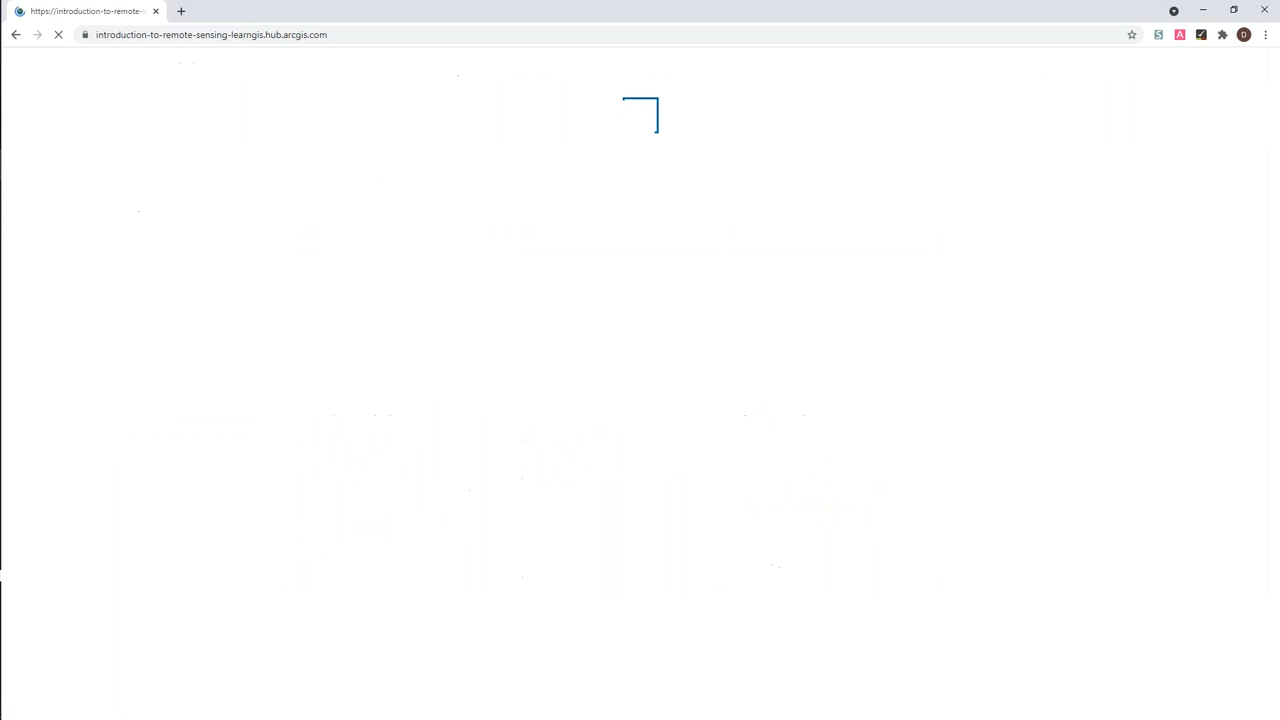 https://introduction-to-remote-s
introduction-to-remote-sensing-learngis.hub.arcgis.com
S
A
D